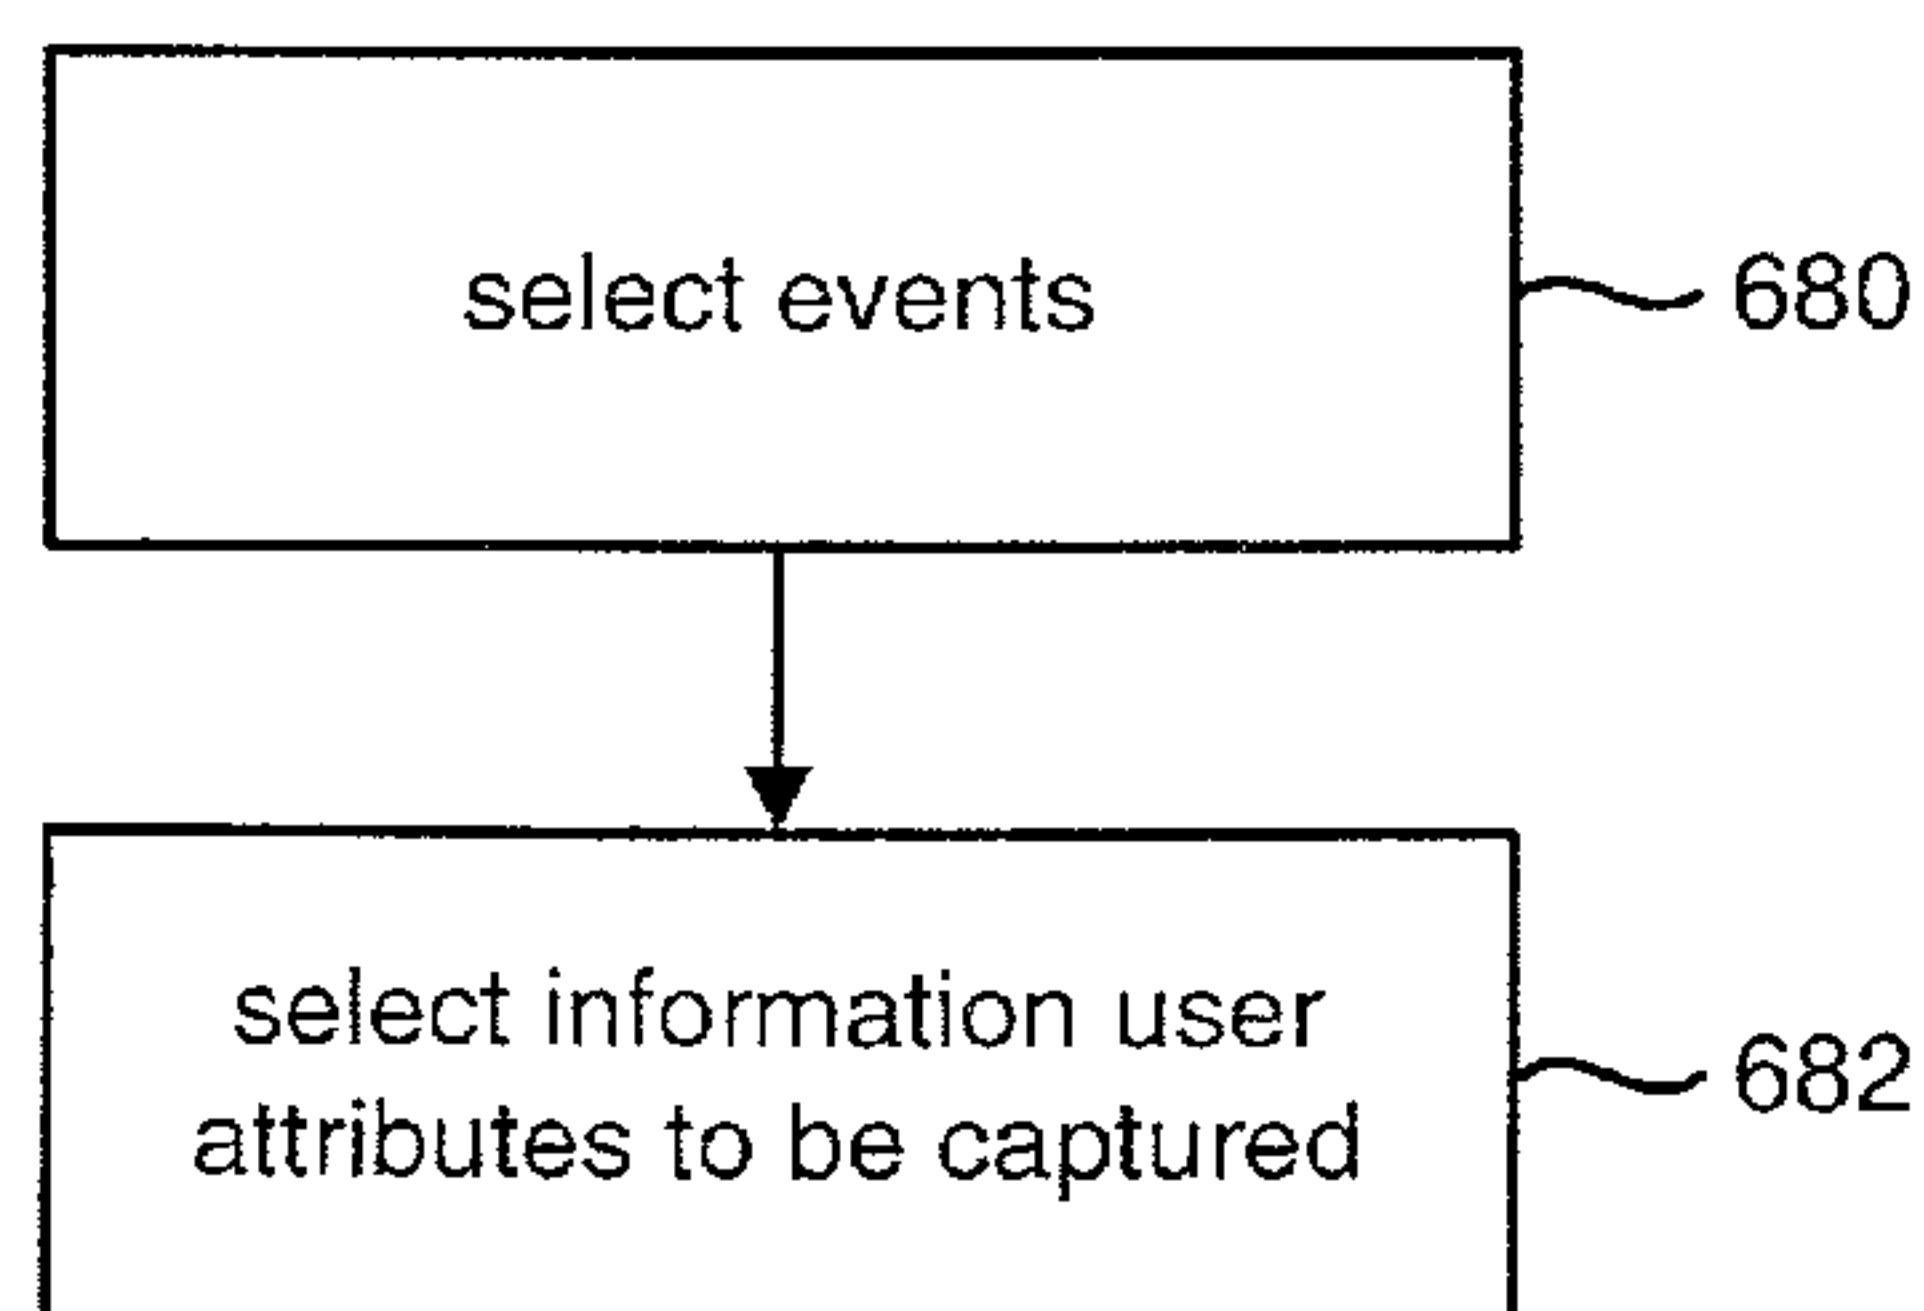 select events
680
select information user
attributes to be captured
682